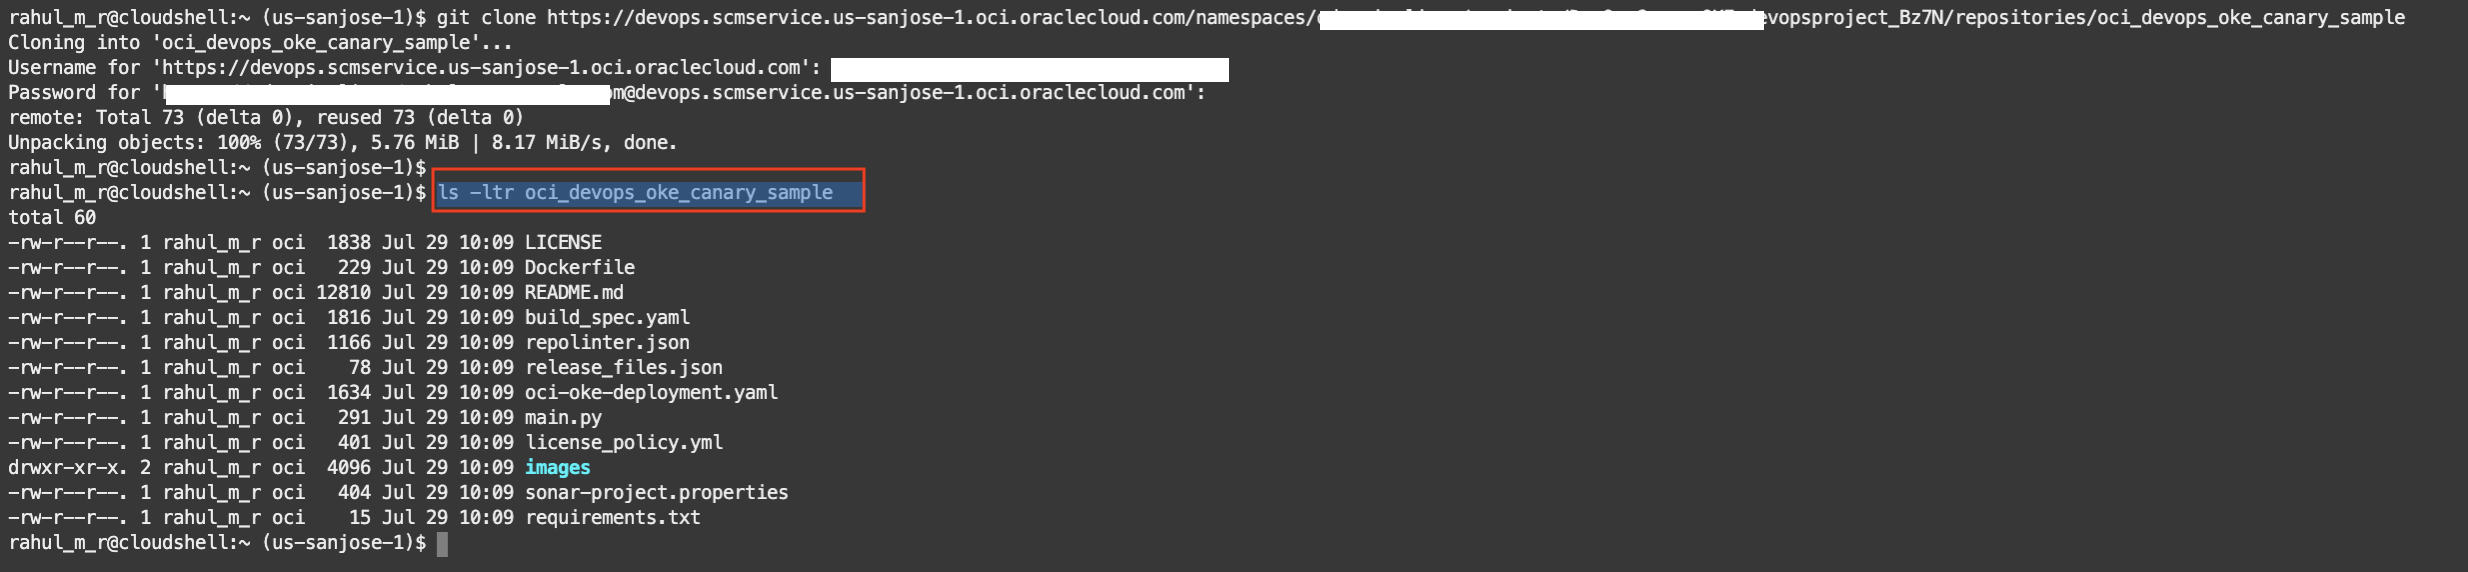 rahul_m_r@cloudshell:~ (us-sanjose-1)$ git clone https://devops.scmservice.us-sanjose-1.oci.oraclecloud.com/namespaces/ evopsproject_Bz7N/repositories/oci_devops_oke_canary_sample
Cloning into 'oci_devops_oke_canary_sample'...
Username for 'https://devops.scmservice.us-sanjose-1.oci.oraclecloud.com':
Password for ' m@devops.scmservice.us-sanjose-1.oci.oraclecloud.com':
remote: Total 73 (delta 0), reused 73 (delta 0)
Unpacking objects: 100% (73/73), 5.76 MiB | 8.17 MiB/s, done.
rahul_m_r@cloudshell:~ (us-sanjose-1)$
rahul_m_r@cloudshell:~ (us-sanjose-1)$ ls -ltr oci_devops_oke_canary_sample
total 60
-rw-r--r--. 1 rahul_m_r oci  1838 Jul 29 10:09 LICENSE
-rw-r--r--. 1 rahul_m_r oci   229 Jul 29 10:09 Dockerfile
-rw-r--r--. 1 rahul_m_r oci 12810 Jul 29 10:09 README.md
-rw-r--r--. 1 rahul_m_r oci  1816 Jul 29 10:09 build_spec.yaml
-rw-r--r--. 1 rahul_m_r oci  1166 Jul 29 10:09 repolinter.json
-rw-r--r--. 1 rahul_m_r oci    78 Jul 29 10:09 release_files.json
-rw-r--r--. 1 rahul_m_r oci  1634 Jul 29 10:09 oci-oke-deployment.yaml
-rw-r--r--. 1 rahul_m_r oci   291 Jul 29 10:09 main.py
-rw-r--r--. 1 rahul_m_r oci   401 Jul 29 10:09 license_policy.yml
drwxr-xr-x. 2 rahul_m_r oci  4096 Jul 29 10:09 images
-rw-r--r--. 1 rahul_m_r oci   404 Jul 29 10:09 sonar-project.properties
-rw-r--r--. 1 rahul_m_r oci    15 Jul 29 10:09 requirements.txt
rahul_m_r@cloudshell:~ (us-sanjose-1)$